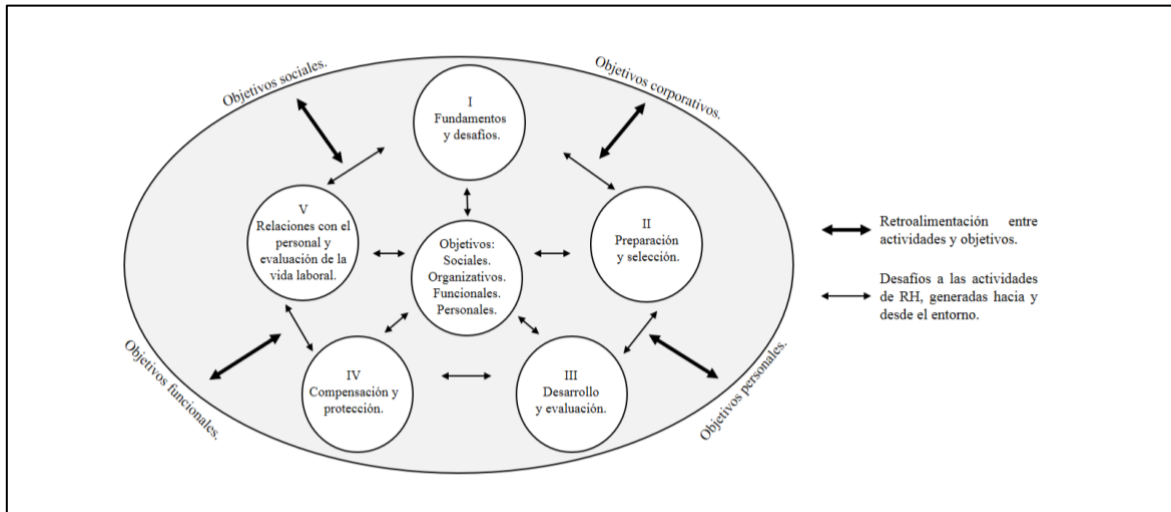 Objetivos sociales.
Objetivos corporativos.
I
Fundamentos
y desafíos.
V
Relaciones con el
personal y
evaluación de la
vida laboral.
Objetivos:
Sociales.
Organizativos.
Funcionales.
Personales.
II
Preparación
y selección.
IV
Compensación y
protección.
III
Desarrollo
y evaluación.
Objetivos funcionales.
Objetivos personales.
Retroalimentación entre
actividades y objetivos.
Desafíos a las actividades
de RH, generadas hacia y
desde el entorno.